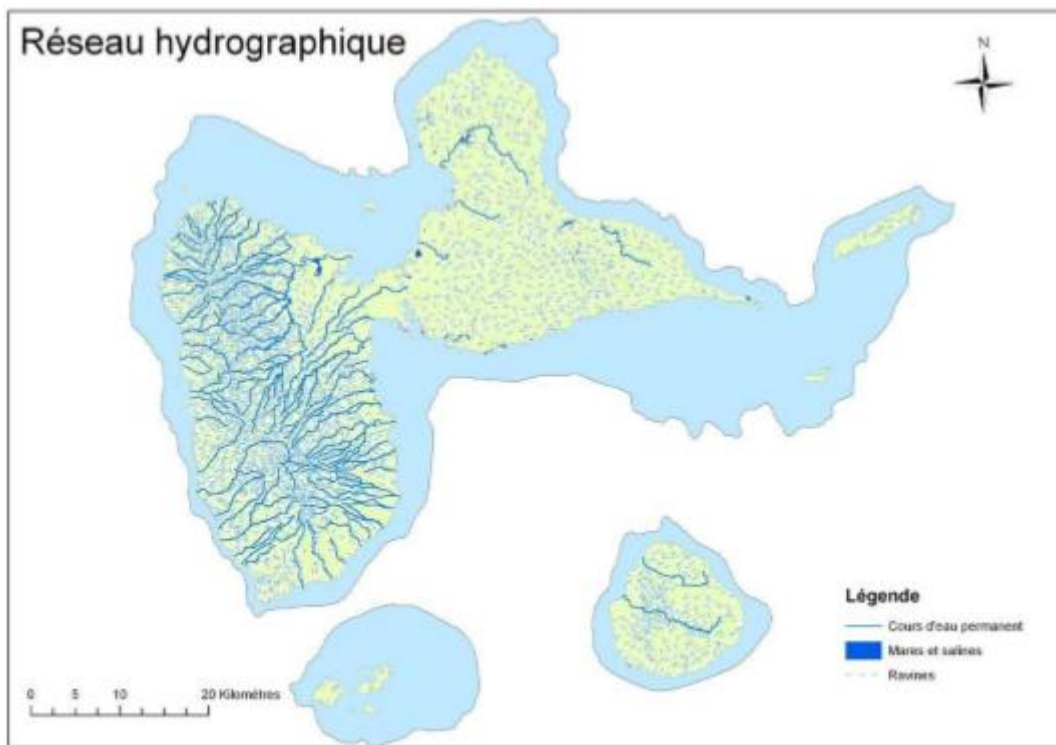 Réseau hydrographique
N
Légende
Cours d'eau permanent
Mares et salines
Ravines
0 5 10 20 Kilomètres